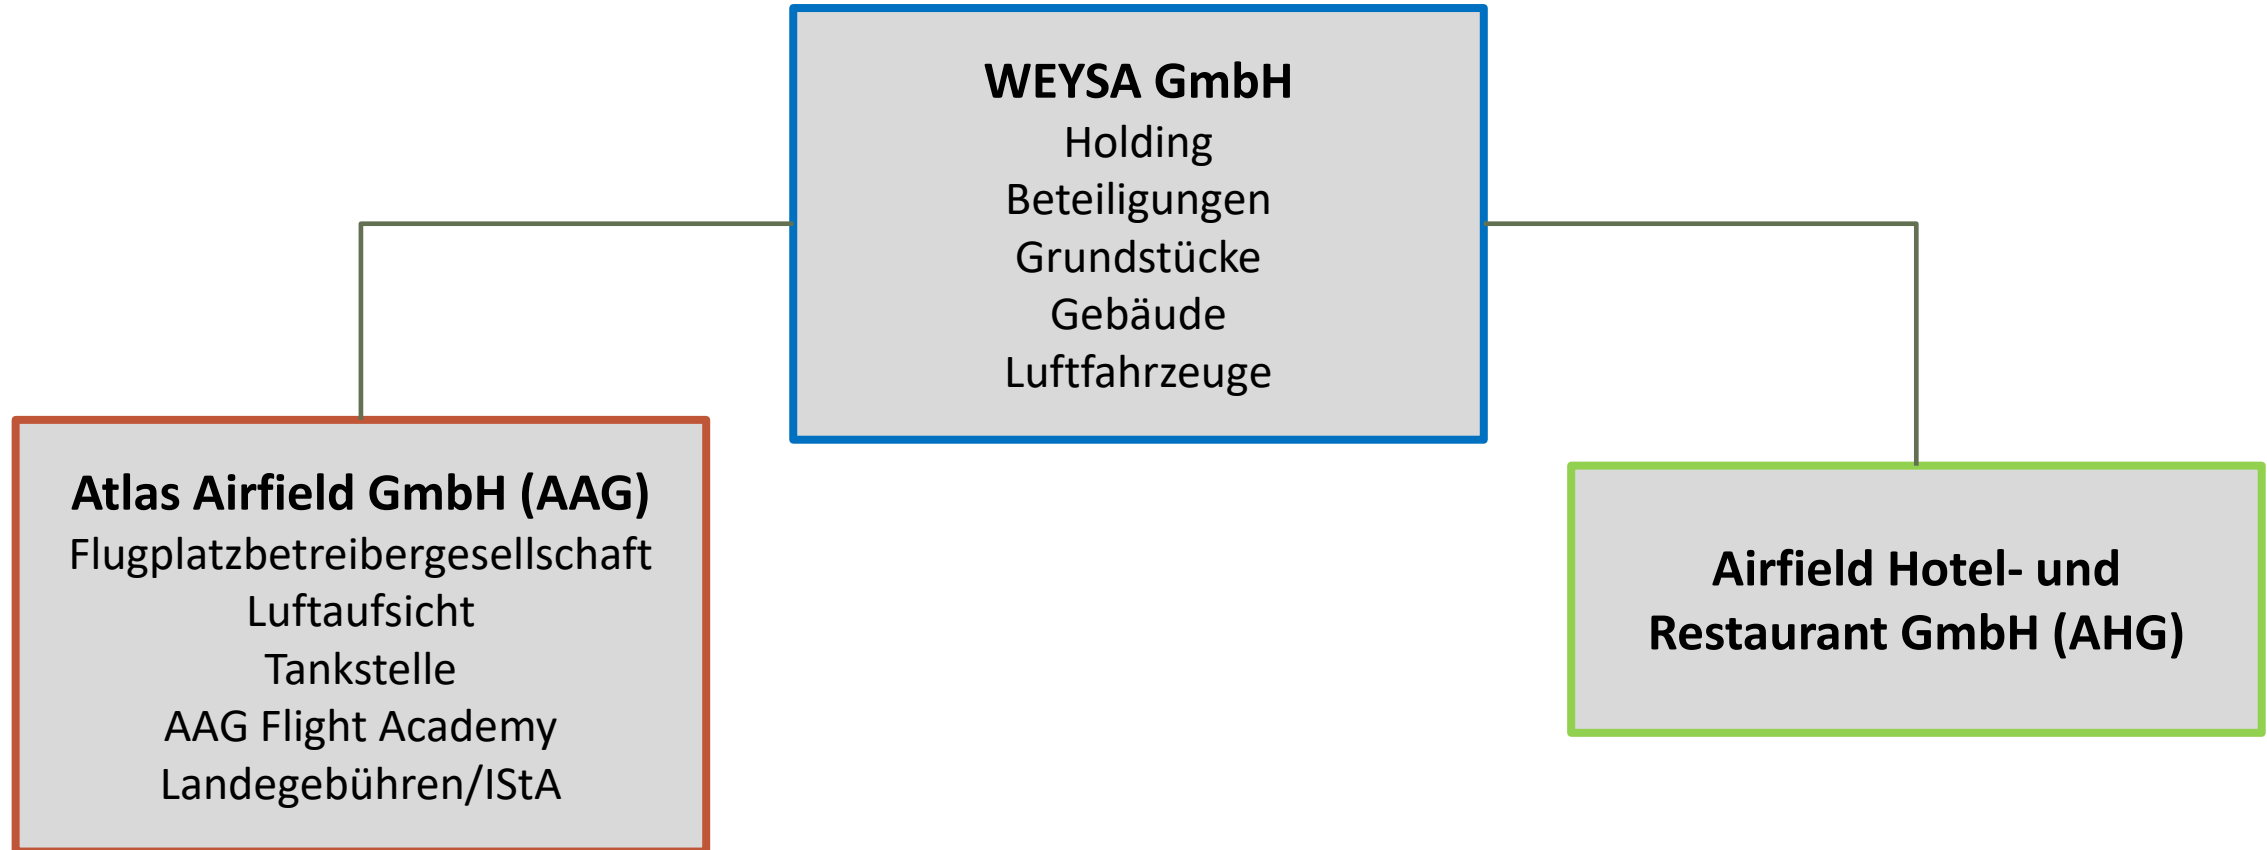 WEYSA GmbH
Holding
Beteiligungen
Grundstücke
Gebäude
Luftfahrzeuge
Atlas Airfield GmbH (AAG)
Flugplatzbetreibergesellschaft
Luftaufsicht
Tankstelle
AAG Flight Academy
Landegebühren/IStA
Airfield Hotel- und
Restaurant GmbH (AHG)